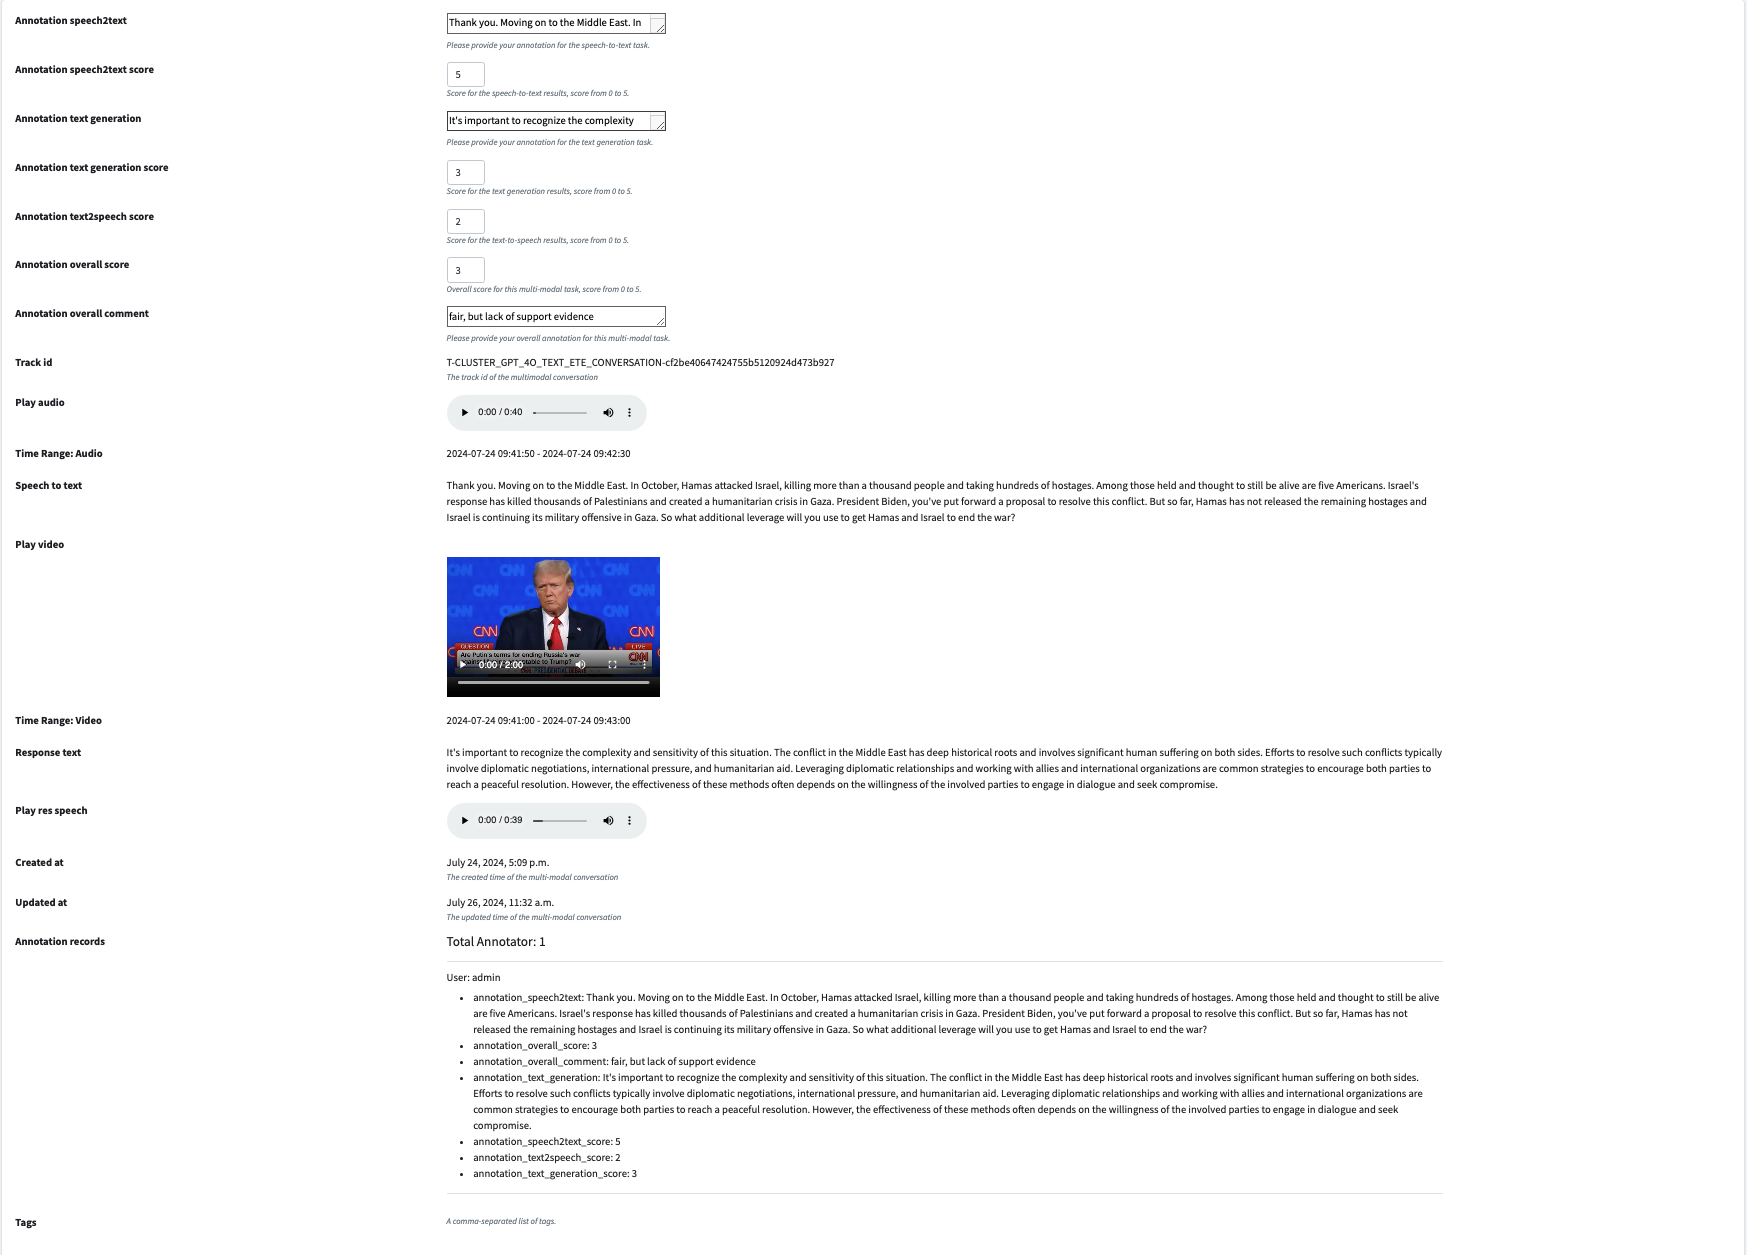 Annotation speech2text
Thank you. Moving on to the Middle East. In
Please provide your annotation for the speech-to-text task.
Annotation speech2text score
5
Score for the speech-to-text results, score from 0 to 5.
Annotation text generation
It's important to recognize the complexity
Please provide your annotation for the text generation task.
Annotation text generation score
3
Score for the text generation results, score from 0 to 5.
Annotation text2speech score
2
Score for the text-to-speech results, score from 0 to 5.
Annotation overall score
3
Overall score for this multi-modal task, score from 0 to 5.
Annotation overall comment
fair, but lack of support evidence
Please provide your overall annotation for this multi-modal task.
Track id
T-CLUSTER_GPT_4O_TEXT_ETE_CONVERSATION-cf2be40647424755b5120924d473b927
The track id of the multimodal conversation
Play audio
0:00 / 0:40
Time Range: Audio
2024-07-24 09:41:50 - 2024-07-24 09:42:30
Speech to text
Thank you. Moving on to the Middle East. In October, Hamas attacked Israel, killing more than a thousand people and taking hundreds of hostages. Among those held and thought to still be alive are five Americans. Israel's
response has killed thousands of Palestinians and created a humanitarian crisis in Gaza. President Biden, you've put forward a proposal to resolve this conflict. But so far, Hamas has not released the remaining hostages and
Israel is continuing its military offensive in Gaza. So what additional leverage will you use to get Hamas and Israel to end the war?
Play video
CNN CNN CNN
CNN CNN
CNN CNN
QUESTION LIVE
Are Putin's terms for ending Russia's war
to Trump?
CNN
0:00 / 2:00
Time Range: Video
2024-07-24 09:41:00 - 2024-07-24 09:43:00
Response text
It's important to recognize the complexity and sensitivity of this situation. The conflict in the Middle East has deep historical roots and involves significant human suffering on both sides. Efforts to resolve such conflicts typically
involve diplomatic negotiations, international pressure, and humanitarian aid. Leveraging diplomatic relationships and working with allies and international organizations are common strategies to encourage both parties to
reach a peaceful resolution. However, the effectiveness of these methods often depends on the willingness of the involved parties to engage in dialogue and seek compromise.
Play res speech
0:00 / 0:39
Created at
July 24, 2024, 5:09 p.m.
The created time of the multi-modal conversation
Updated at
July 26, 2024, 11:32 a.m.
The updated time of the multi-modal conversation
Annotation records
Total Annotator: 1
User: admin
annotation_speech2text: Thank you. Moving on to the Middle East. In October, Hamas attacked Israel, killing more than a thousand people and taking hundreds of hostages. Among those held and thought to still be alive
are five Americans. Israel's response has killed thousands of Palestinians and created a humanitarian crisis in Gaza. President Biden, you've put forward a proposal to resolve this conflict. But so far, Hamas has not
released the remaining hostages and Israel is continuing its military offensive in Gaza. So what additional leverage will you use to get Hamas and Israel to end the war?
annotation_overall_score: 3
annotation_overall_comment: fair, but lack of support evidence
annotation_text_generation: It's important to recognize the complexity and sensitivity of this situation. The conflict in the Middle East has deep historical roots and involves significant human suffering on both sides.
Efforts to resolve such conflicts typically involve diplomatic negotiations, international pressure, and humanitarian aid. Leveraging diplomatic relationships and working with allies and international organizations are
common strategies to encourage both parties to reach a peaceful resolution. However, the effectiveness of these methods often depends on the willingness of the involved parties to engage in dialogue and seek
compromise.
annotation_speech2text_score: 5
annotation_text2speech_score: 2
annotation_text_generation_score: 3
Tags
A comma-separated list of tags.